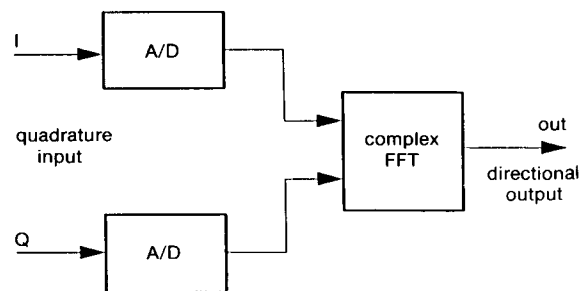 I
A/D
quadrature
input
complex
FFT
out
directional
output
Q
A/D